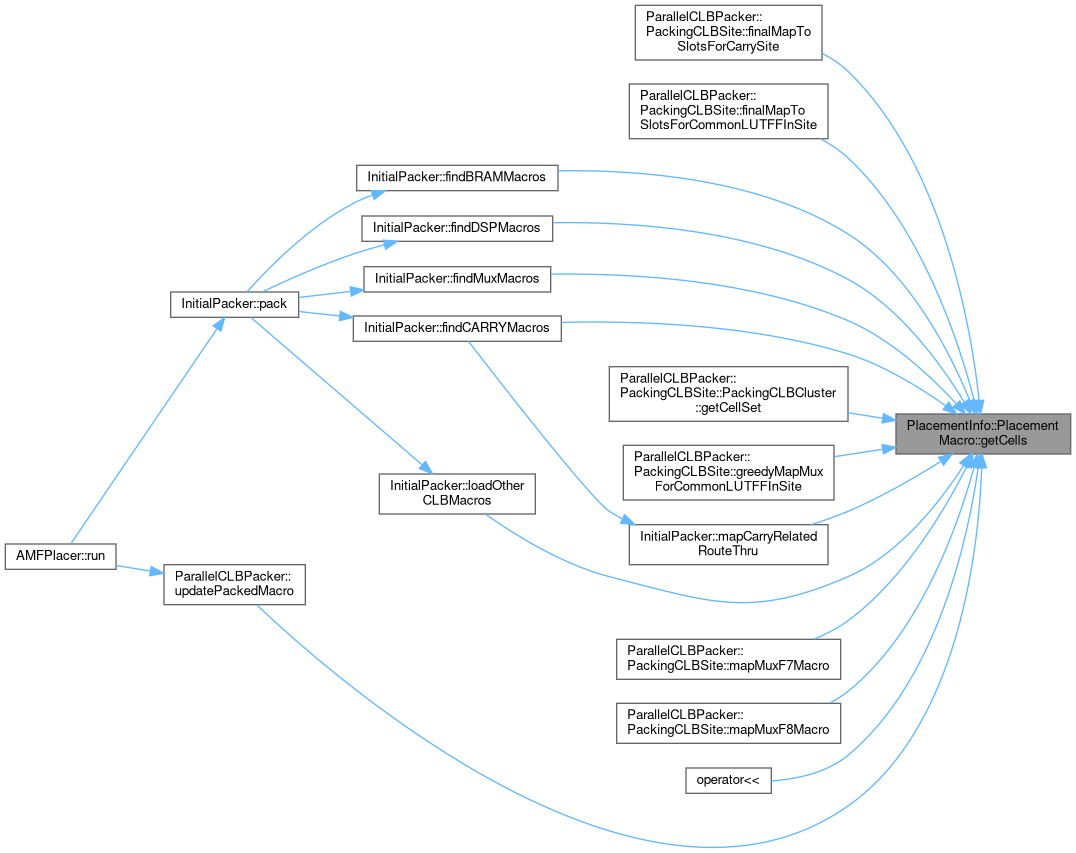 ParallelCLBPacker::
PackingCLBSite::finalMapTo
SlotsForCarrySite
ParallelCLBPacker::
PackingCLBSite::finalMapTo
SlotsForCommonLUTFFInSite
InitialPacker::findBRAMMacros
InitialPacker::findDSPMacros
InitialPacker::findMuxMacros
InitialPacker::pack
InitialPacker::findCARRYMacros
ParallelCLBPacker::
PackingCLBSite::PackingCLBCluster
::getCellSet
PlacementInfo::Placement
Macro::getCells
ParallelCLBPacker::
PackingCLBSite::greedyMapMux
ForCommonLUTFFInSite
InitialPacker::loadOther
CLBMacros
InitialPacker::mapCarryRelated
RouteThru
AMFPlacer::run
ParallelCLBPacker::
updatePackedMacro
ParallelCLBPacker::
PackingCLBSite::mapMuxF7Macro
ParallelCLBPacker::
PackingCLBSite::mapMuxF8Macro
operator<<